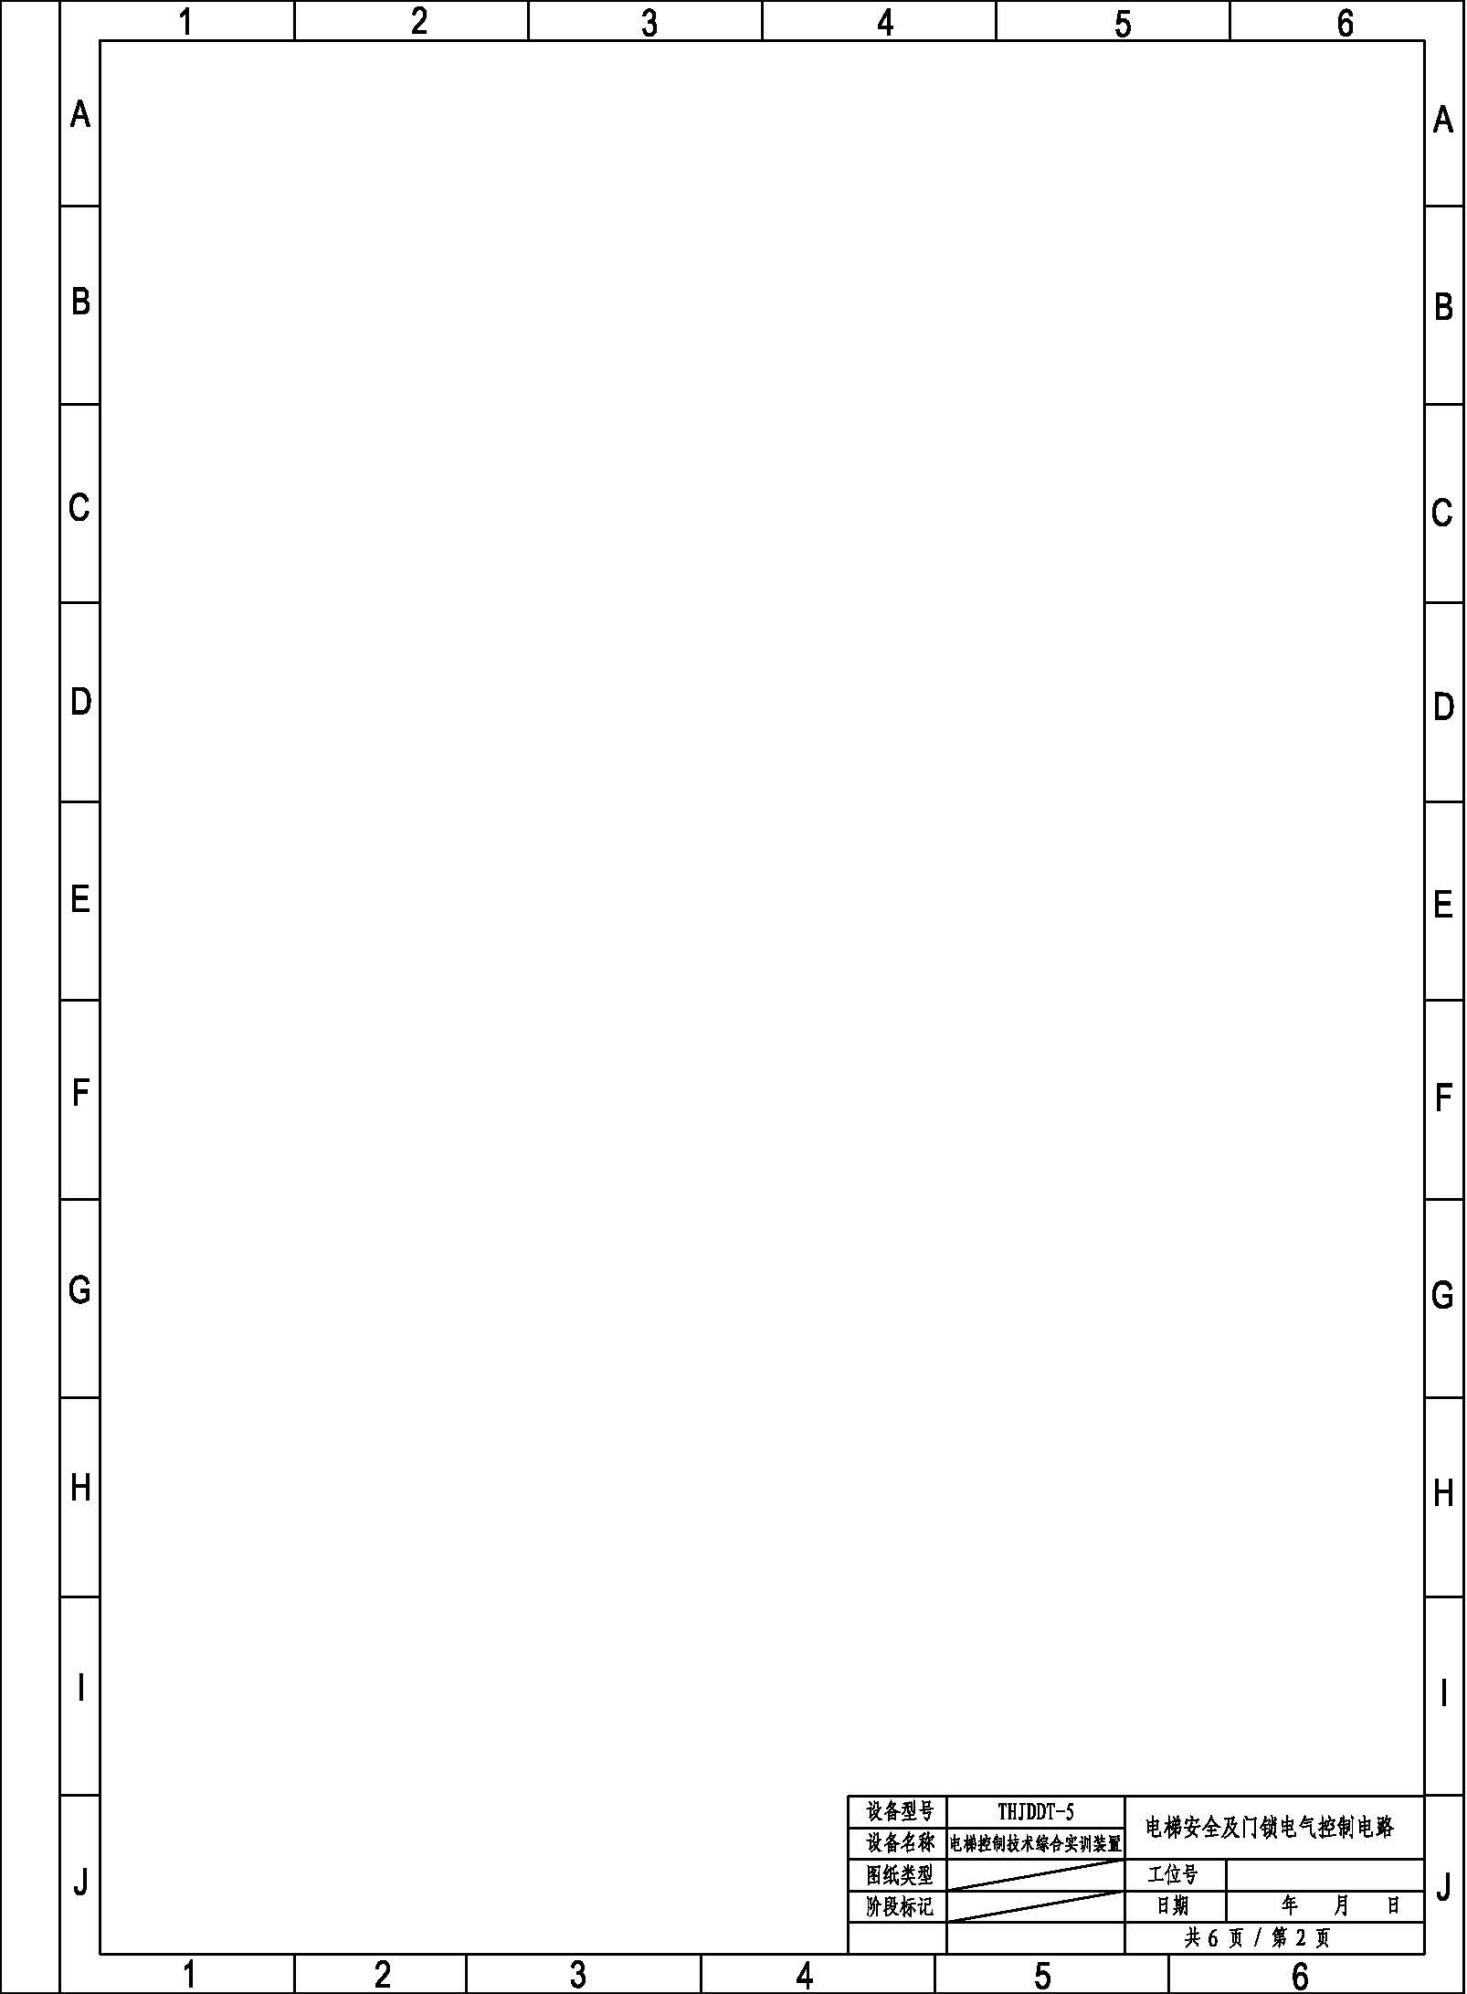 1 2 3 4 5 6
A A
B B
C C
D D
E E
F F
G G
H H
I I
设备型号 THJDDT-5 电梯安全及门锁电气控制电路
设备名称 电梯控制技术综合实训装置
图纸类型 工位号
J J
阶段标记 日期 年 月 日
共 6 页 / 第 2 页
1 2 3 4 5 6